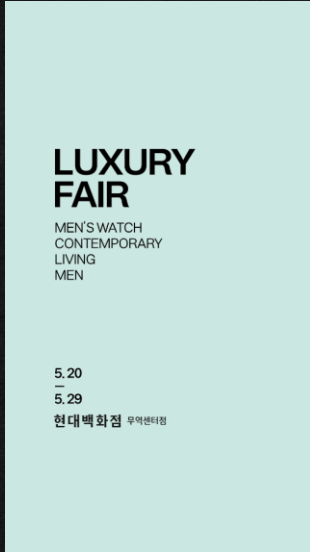 LUXURY
FAIR
MEN'S WATCH
CONTEMPORARY
LIVING
MEN
5. 20
—
5. 29
현대백화점 무역센터점